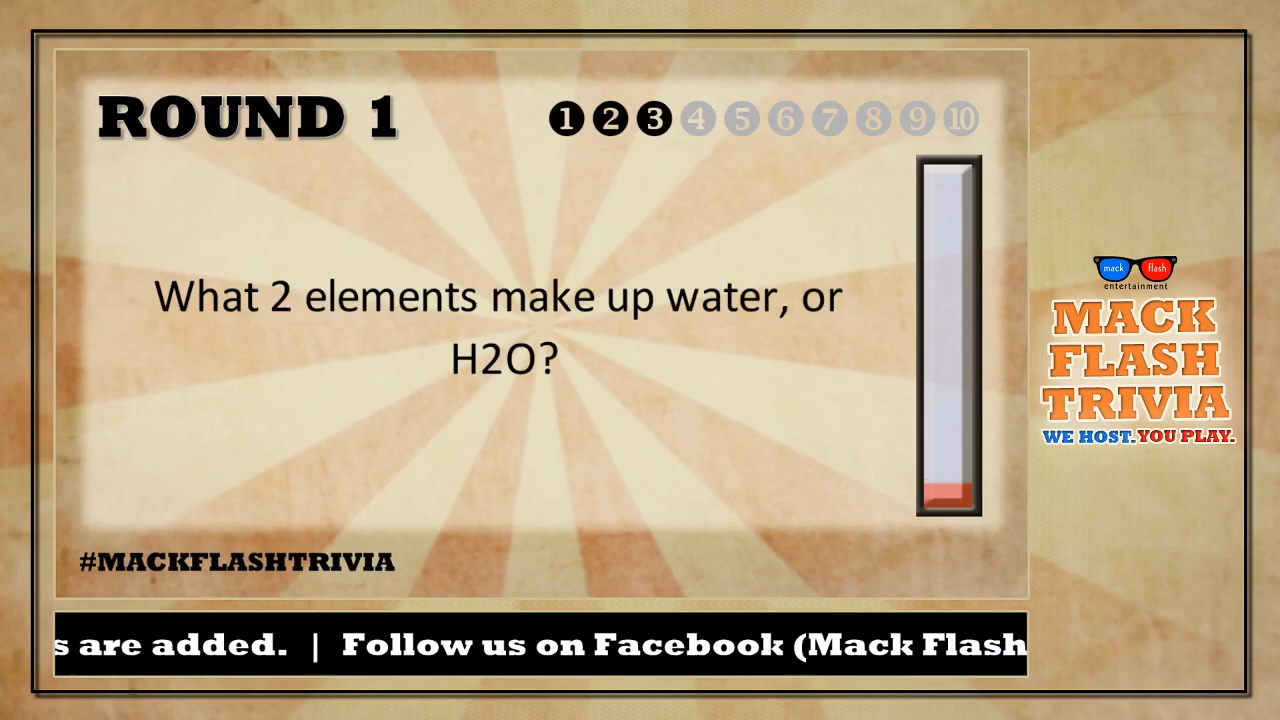 ROUND 1
1 2 3 4 5 6 7 8 9 10
What 2 elements make up water, or
H2O?
#MACKFLASHTRIVIA
mack flash
entertainment
MACK
FLASH
TRIVIA
WE HOST. YOU PLAY.
s are added. | Follow us on Facebook (Mack Flash